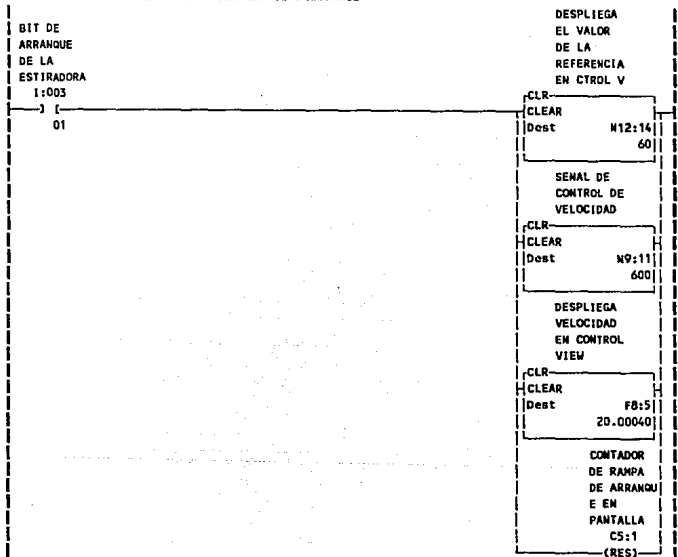 BIT DE
ARRANQUE
DE LA
ESTIRADORA
I:003
01
DESPLIEGA
EL VALOR
DE LA
REFERENCIA
EN CTROL V
CLR
CLEAR
Dest N12:14
60
SENAL DE
CONTROL DE
VELOCIDAD
CLR
CLEAR
Dest N9:11
600
DESPLIEGA
VELOCIDAD
EN CONTROL
VIEW
CLR
CLEAR
Dest F8:5
20.00040
CONTADOR
DE RAMPA
DE ARRANQU
E EN
PANTALLA
C5:1
(RES)